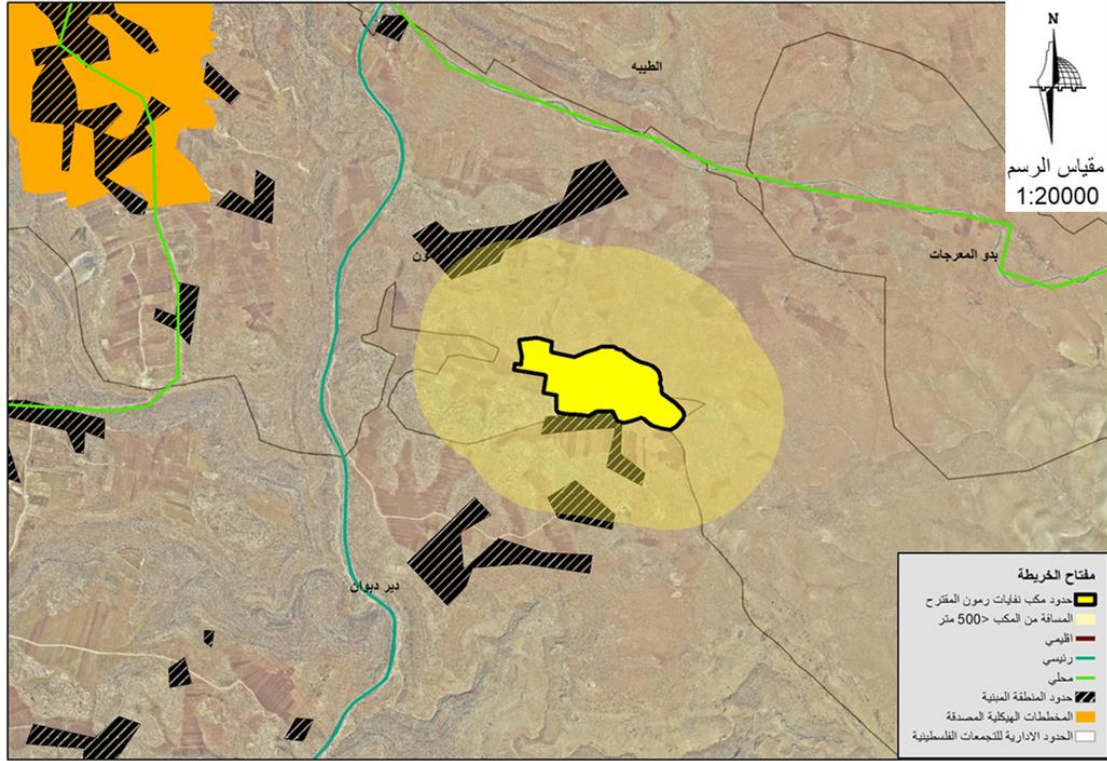 N
مقياس الرسم
1:20000
الطيبه
بدو المعرجات
دير دبوان
مفتاح الخريطة
حدود مكب نفايات رمون المقترح
المسافة من المكب <500 متر
اقليمي
رئيسي
محلي
حدود المنطقة المبنية
المخططات الهيكلية المصدقة
الحدود الادارية للتجمعات الفلسطينية